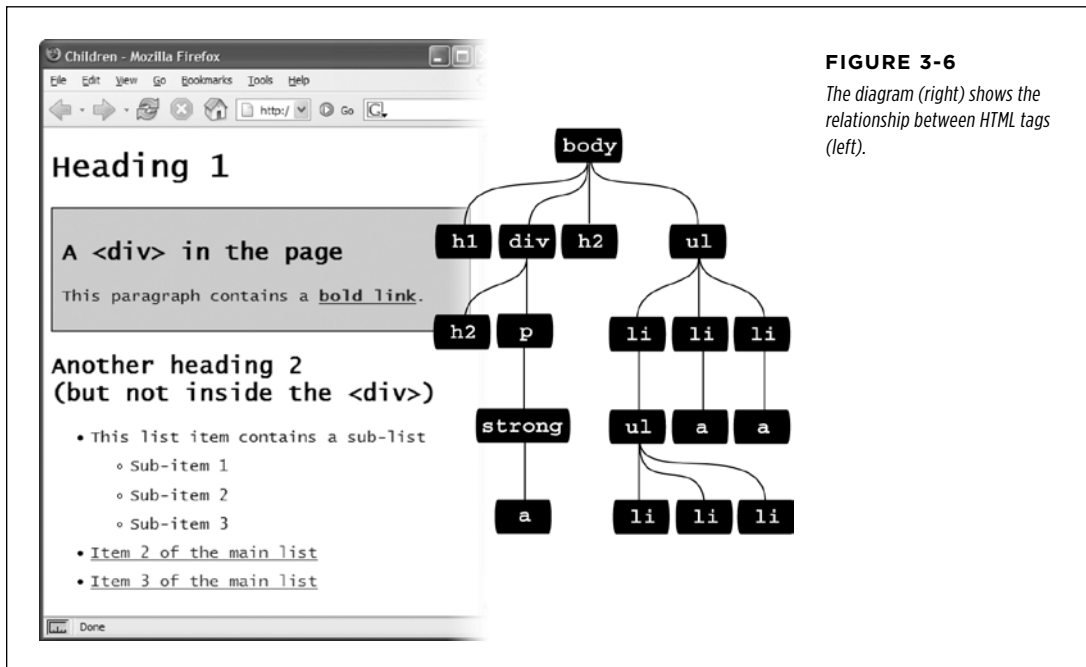 Children - Mozilla Firefox
File Edit View Go Bookmarks Tools Help
http:/ Go G
Heading 1
A <div> in the page
This paragraph contains a bold link.
Another heading 2
(but not inside the <div>)
• This list item contains a sub-list
◦ Sub-item 1
◦ Sub-item 2
◦ Sub-item 3
• Item 2 of the main list
• Item 3 of the main list
Done
body
h1 div h2 ul
h2 p li li li
strong ul a a
a li li li
FIGURE 3-6
The diagram (right) shows the
relationship between HTML tags
(left).